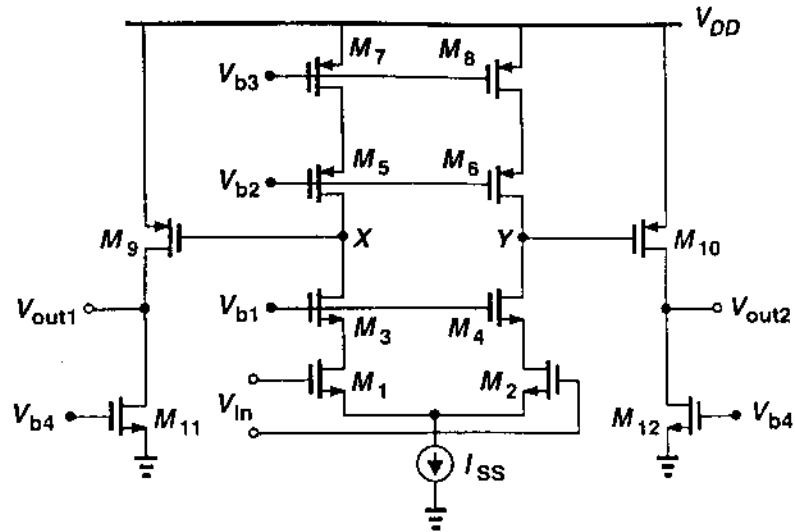 V_DD
M_7
M_8
V_b3
M_5
M_6
V_b2
M_9
X
Y
M_10
V_out1
V_b1
M_3
M_4
V_out2
V_in
M_1
M_2
V_b4
M_11
M_12
V_b4
I_SS